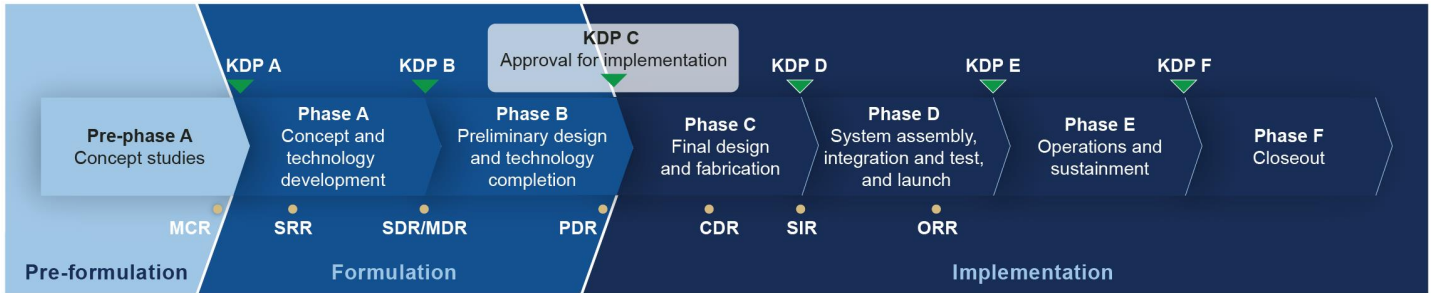 KDP C
Approval for implementation
KDP A
KDP B
KDP D
KDP E
KDP F
Pre-phase A
Concept studies
Phase A
Concept and
technology
development
Phase B
Preliminary design
and technology
completion
Phase C
Final design
and fabrication
Phase D
System assembly,
integration and test,
and launch
Phase E
Operations and
sustainment
Phase F
Closeout
MCR
SRR
SDR/MDR
PDR
CDR
SIR
ORR
Pre-formulation
Formulation
Implementation